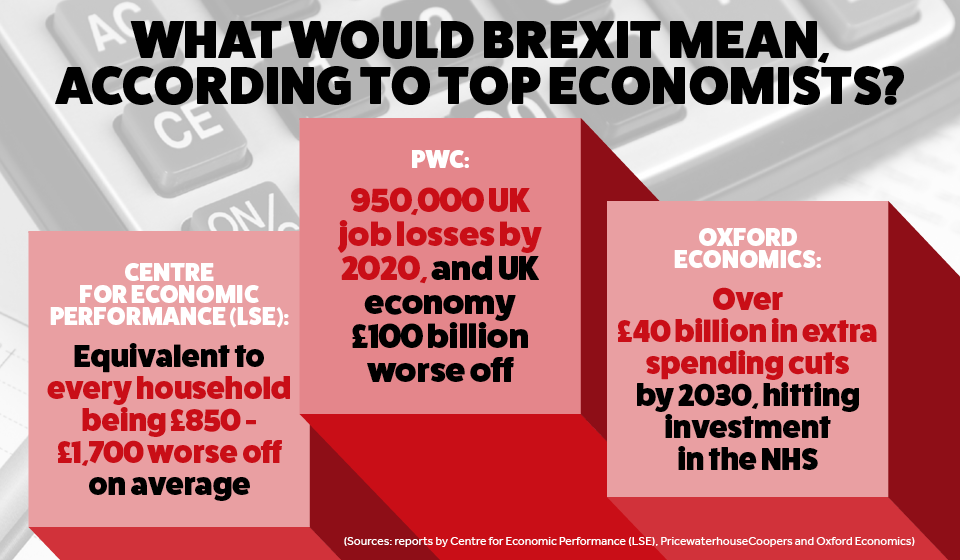 WHAT WOULD BREXIT MEAN,
ACCORDING TO TOP ECONOMISTS?
AC
CE
ON/
CENTRE
FOR ECONOMIC
PERFORMANCE (LSE):
Equivalent to
every household
being £850 -
£1,700 worse off
on average
PWC:
950,000 UK
job losses by
2020, and UK
economy
£100 billion
worse off
OXFORD
ECONOMICS:
Over
£40 billion in extra
spending cuts
by 2030, hitting
investment
in the NHS
(Sources: reports by Centre for Economic Performance (LSE), PricewaterhouseCoopers and Oxford Economics)